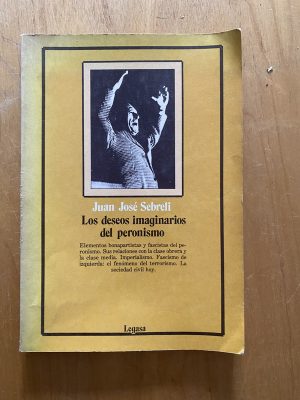 Juan José Sebreli
Los deseos imaginarios
del peronismo
Elementos bonapartistas y fascistas del pe-
ronismo. Sus relaciones con la clase obrera y
la clase media. Imperialismo. Fascismo de
izquierda: el fenómeno del terrorismo. La
sociedad civil hoy.
Legasa